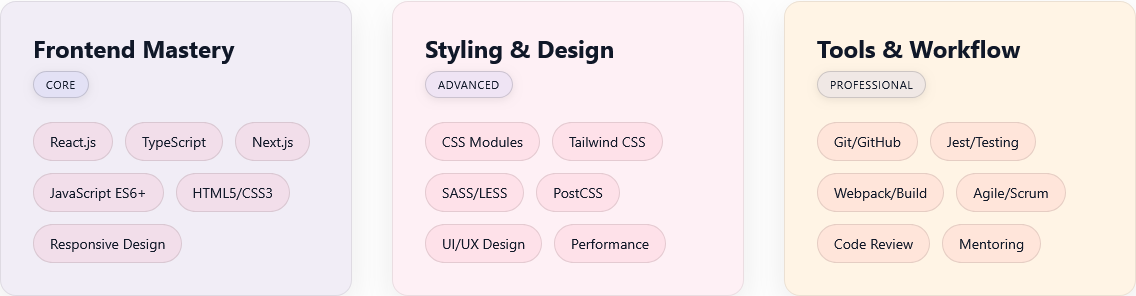 Frontend Mastery
CORE
React.js TypeScript Next.js
JavaScript ES6+ HTML5/CSS3
Responsive Design
Styling & Design
ADVANCED
CSS Modules Tailwind CSS
SASS/LESS PostCSS
UI/UX Design Performance
Tools & Workflow
PROFESSIONAL
Git/GitHub Jest/Testing
Webpack/Build Agile/Scrum
Code Review Mentoring